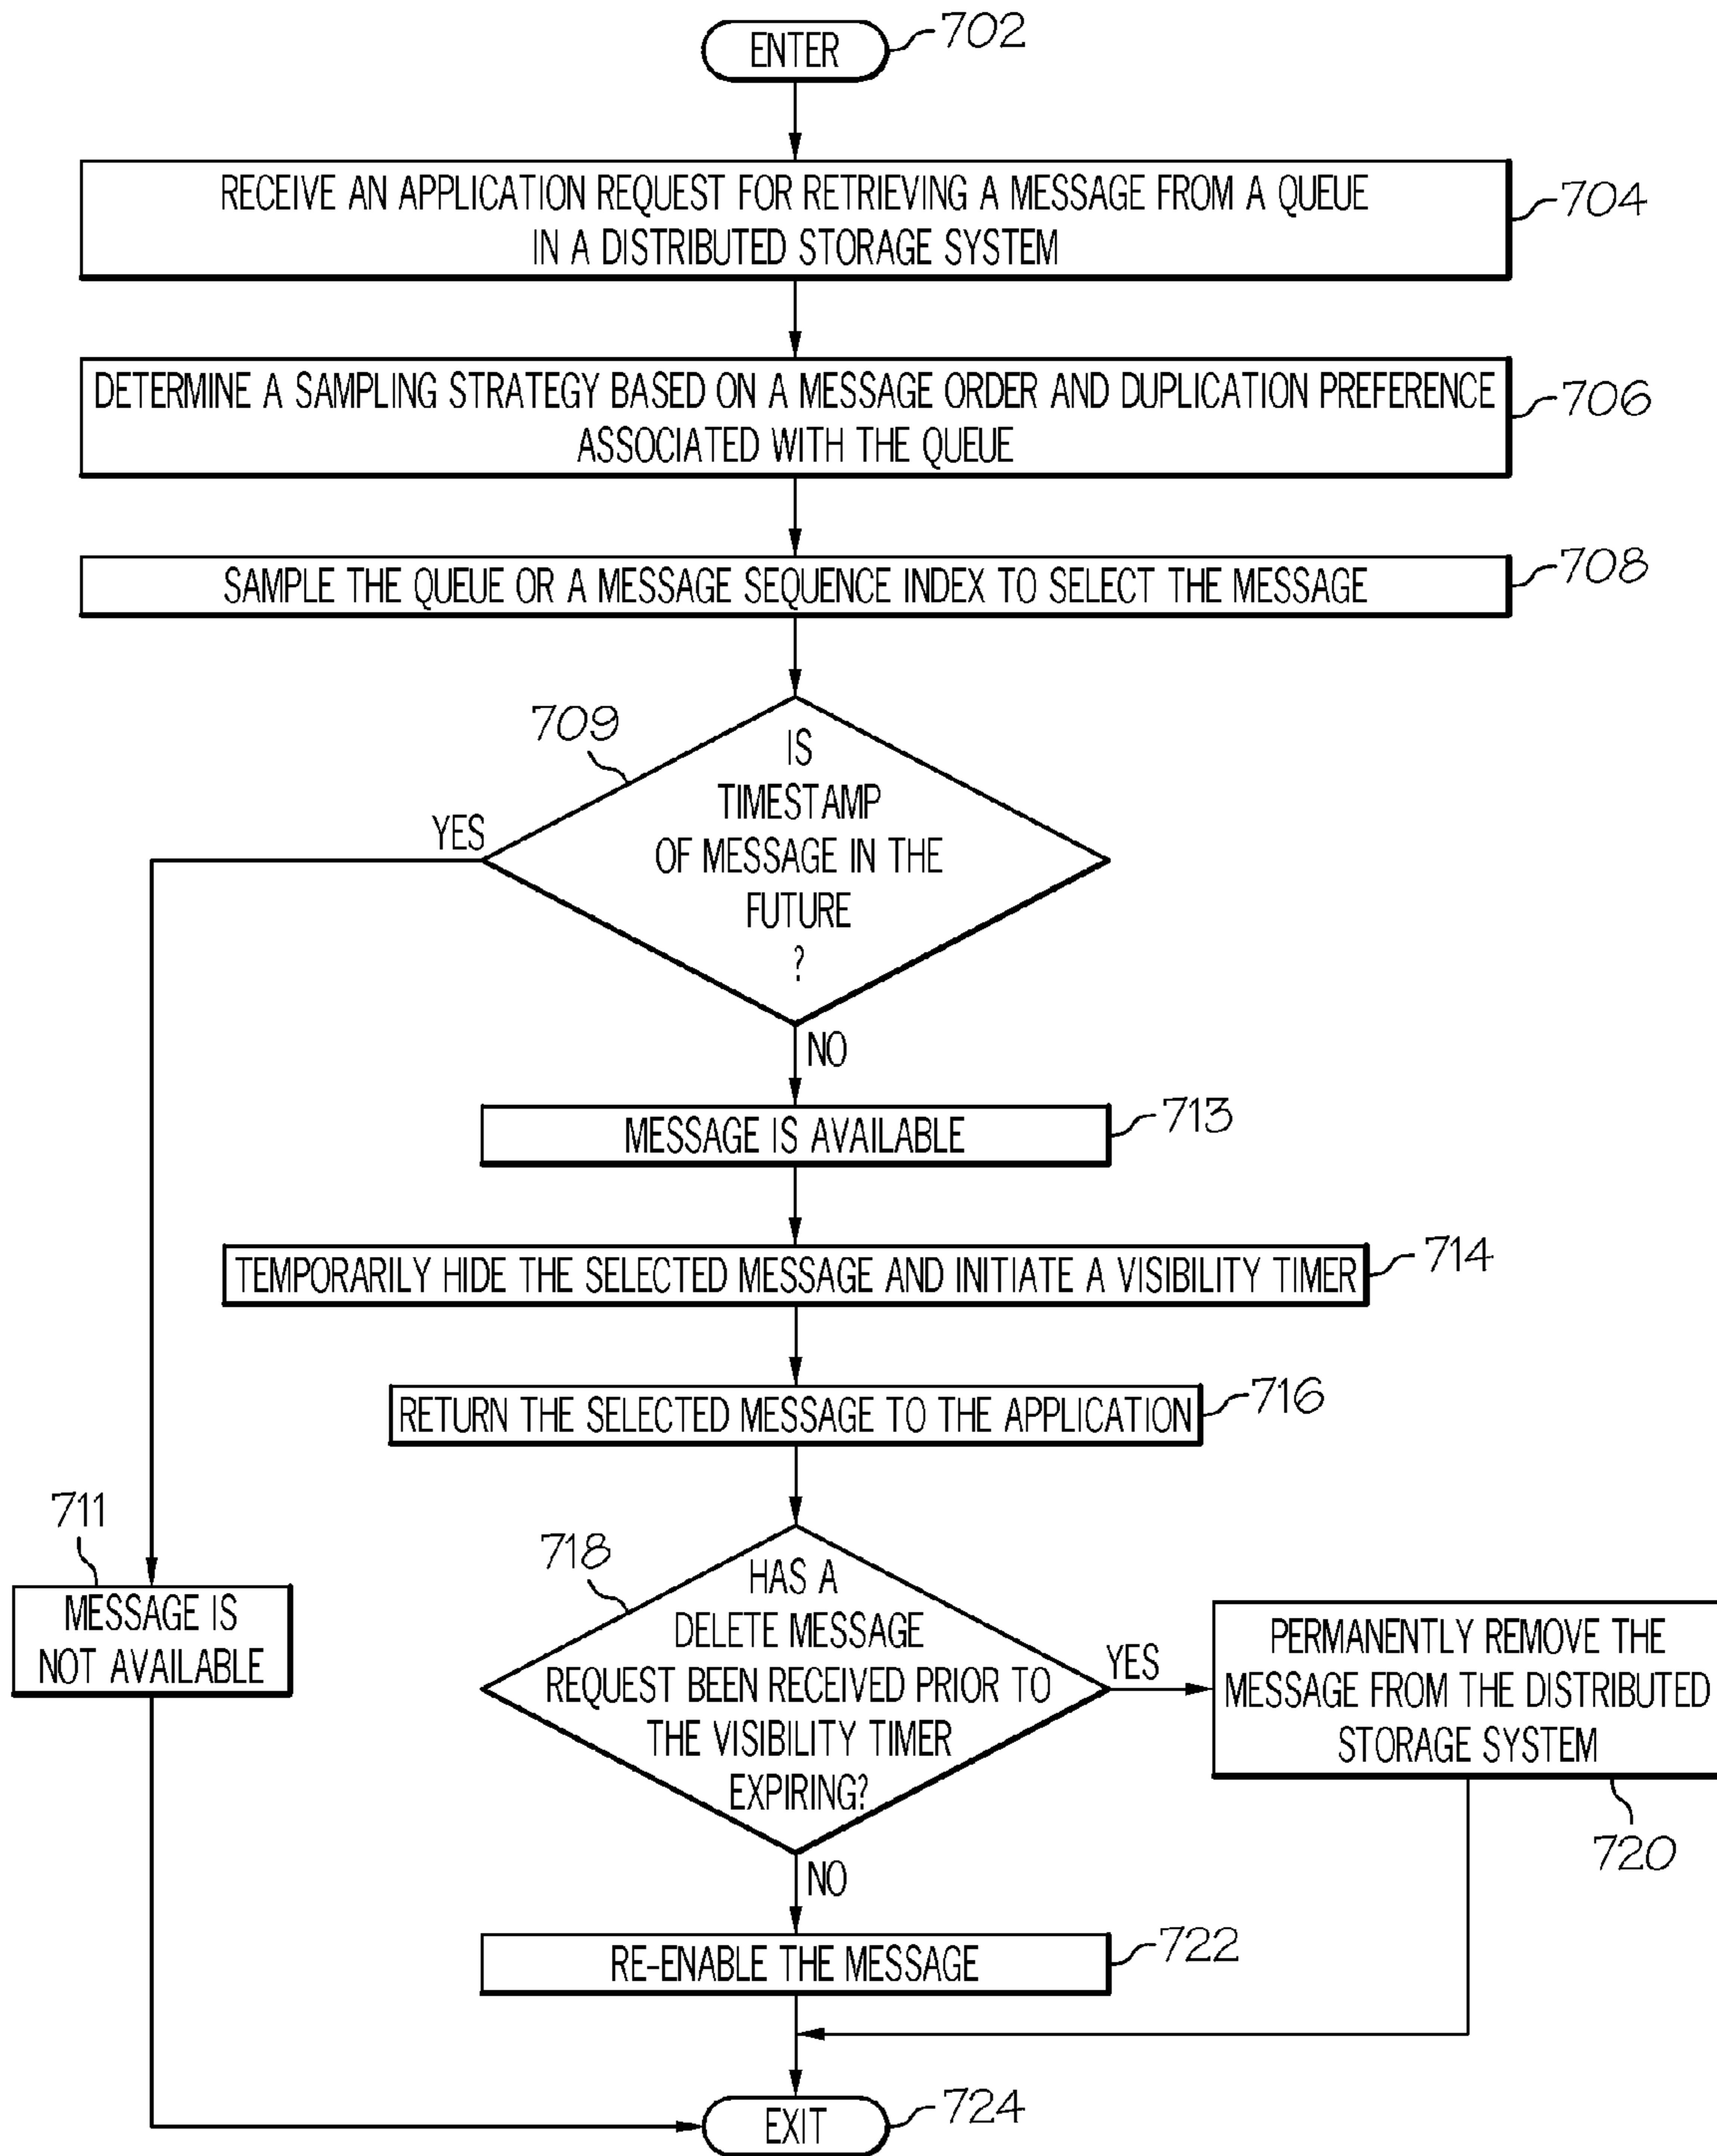 ENTER
702
RECEIVE AN APPLICATION REQUEST FOR RETRIEVING A MESSAGE FROM A QUEUE
IN A DISTRIBUTED STORAGE SYSTEM
704
DETERMINE A SAMPLING STRATEGY BASED ON A MESSAGE ORDER AND DUPLICATION PREFERENCE
ASSOCIATED WITH THE QUEUE
706
SAMPLE THE QUEUE OR A MESSAGE SEQUENCE INDEX TO SELECT THE MESSAGE
708
709
IS
TIMESTAMP
OF MESSAGE IN THE
FUTURE
?
YES
NO
MESSAGE IS AVAILABLE
713
TEMPORARILY HIDE THE SELECTED MESSAGE AND INITIATE A VISIBILITY TIMER
714
RETURN THE SELECTED MESSAGE TO THE APPLICATION
716
711
MESSAGE IS
NOT AVAILABLE
718
HAS A
DELETE MESSAGE
REQUEST BEEN RECEIVED PRIOR TO
THE VISIBILITY TIMER
EXPIRING?
YES
PERMANENTLY REMOVE THE
MESSAGE FROM THE DISTRIBUTED
STORAGE SYSTEM
720
NO
RE-ENABLE THE MESSAGE
722
EXIT
724